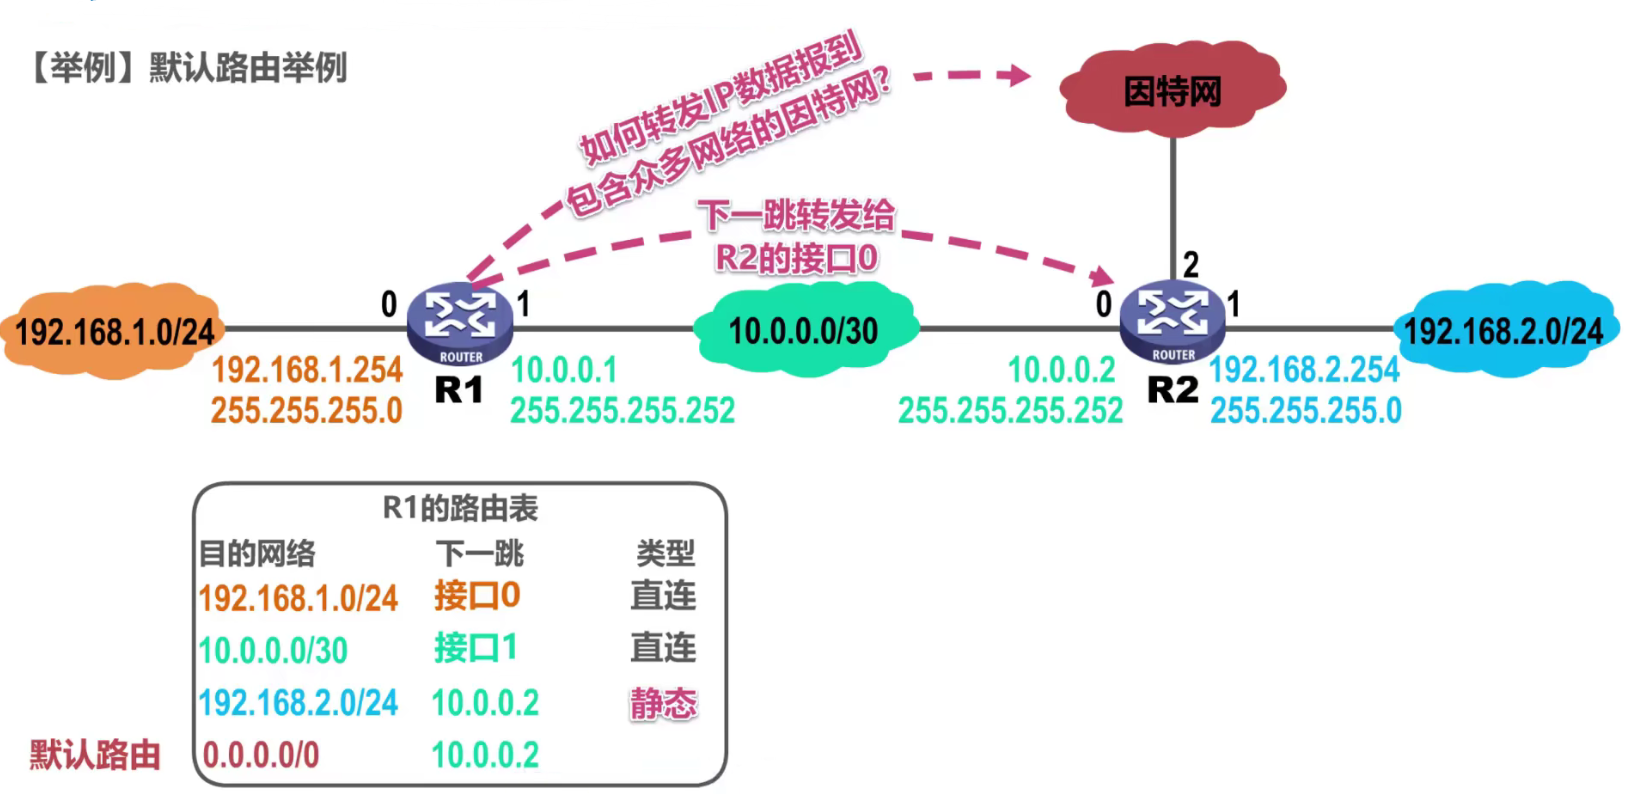 【举例】默认路由举例
如何转发IP数据报到
包含众多网络的因特网？
因特网
下一跳转发给
R2的接口0
2
0
1
0
1
192.168.1.0/24
10.0.0.0/30
192.168.2.0/24
ROUTER
ROUTER
192.168.1.254
255.255.255.0
R1
10.0.0.1
255.255.255.252
10.0.0.2
255.255.255.252
R2
192.168.2.254
255.255.255.0
R1的路由表
目的网络 下一跳 类型
192.168.1.0/24 接口0 直连
10.0.0.0/30 接口1 直连
192.168.2.0/24 10.0.0.2 静态
默认路由 0.0.0.0/0 10.0.0.2